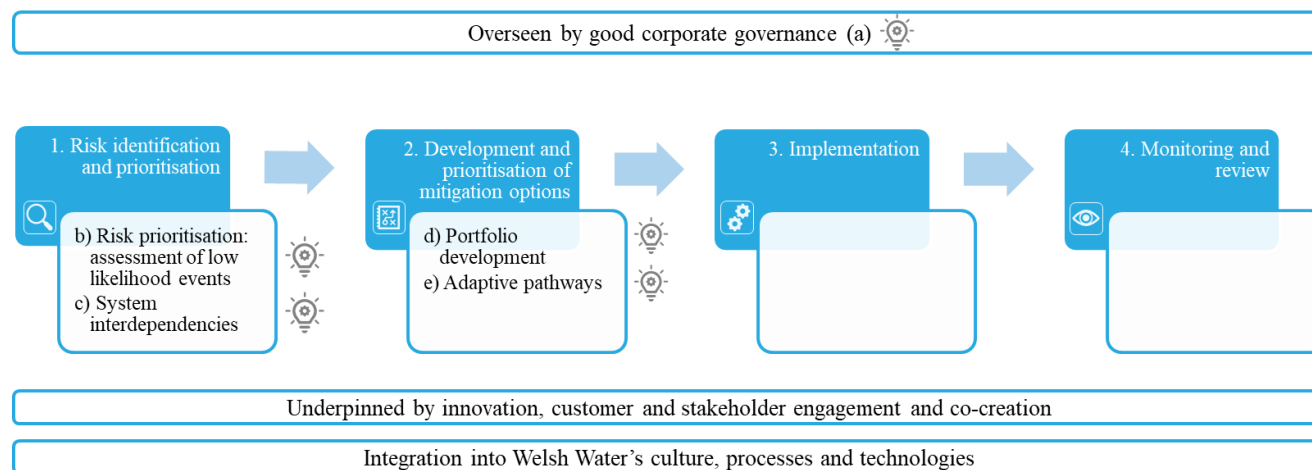 Overseen by good corporate governance (a)
1. Risk identification
and prioritisation
b) Risk prioritisation:
assessment of low
likelihood events
c) System
interdependencies
2. Development and
prioritisation of
mitigation options
d) Portfolio
development
e) Adaptive pathways
3. Implementation
4. Monitoring and
review
Underpinned by innovation, customer and stakeholder engagement and co-creation
Integration into Welsh Water’s culture, processes and technologies